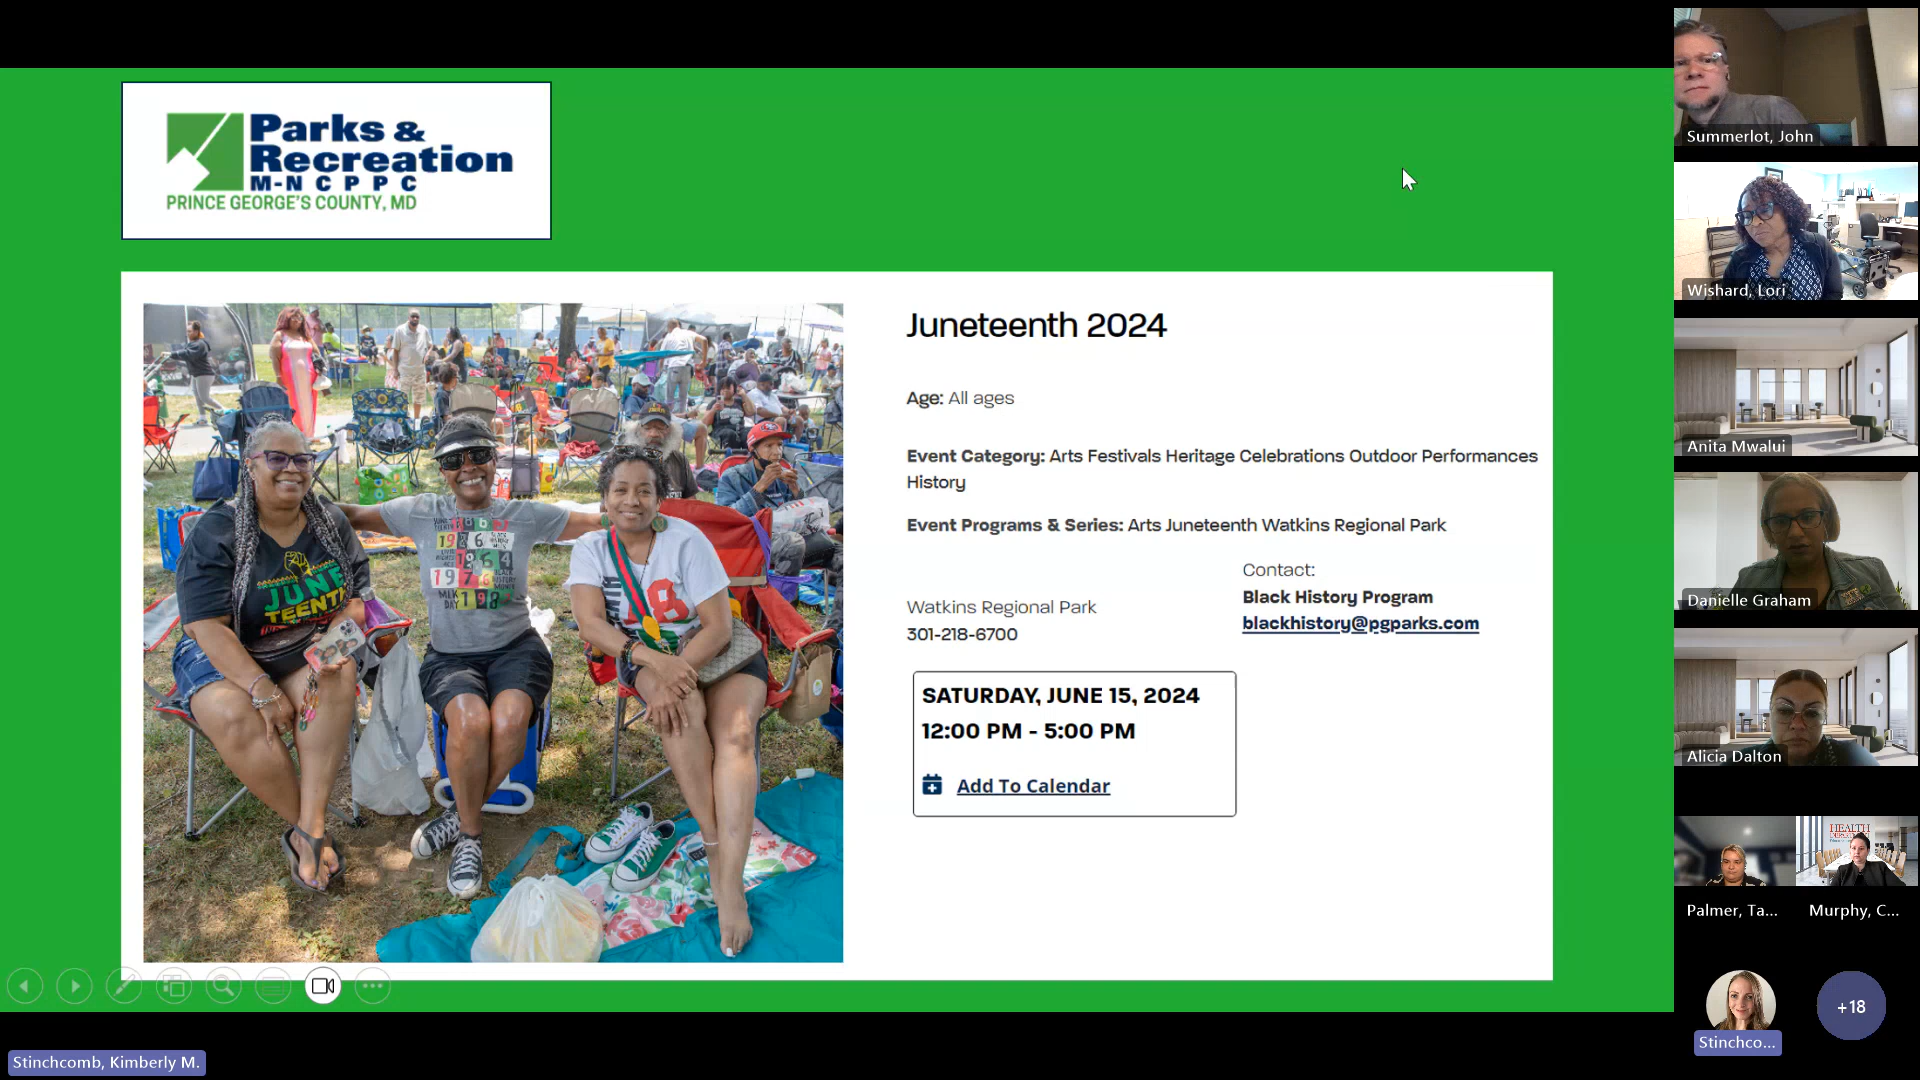 Parks &
Recreation
M-NCPPC
PRINCE GEORGE'S COUNTY, MD
Juneteenth 2024
Age: All ages
Event Category: Arts Festivals Heritage Celebrations Outdoor Performances
History
Event Programs & Series: Arts Juneteenth Watkins Regional Park
Contact:
Black History Program
blackhistory@pgparks.com
Watkins Regional Park
301-218-6700
SATURDAY, JUNE 15, 2024
12:00 PM - 5:00 PM
Add To Calendar
JUNE
TEENTH
Stinchcomb, Kimberly M.
Summerlot, John
Wishard, Lori
Anita Mwalui
Danielle Graham
Alicia Dalton
HEALTH
Palmer, Ta...
Murphy, C...
Stinchco...
+18